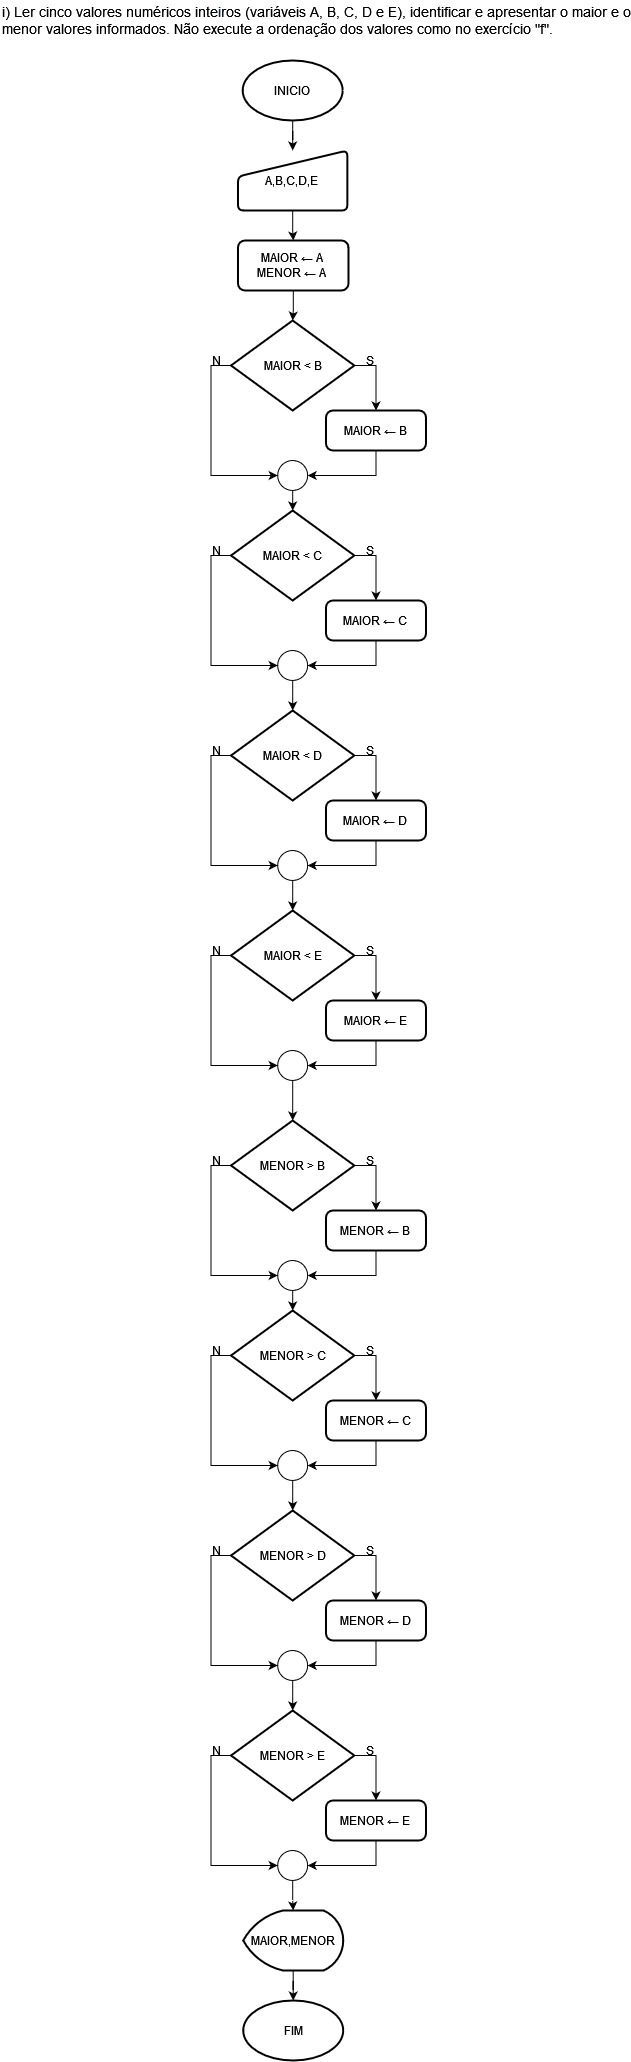 i) Ler cinco valores numéricos inteiros (variáveis A, B, C, D e E), identificar e apresentar o maior e o
menor valores informados. Não execute a ordenação dos valores como no exercício "f".
INICIO
A,B,C,D,E
MAIOR ← A
MENOR ← A
N
MAIOR < B
S
MAIOR ← B
N
MAIOR < C
S
MAIOR ← C
N
MAIOR < D
S
MAIOR ← D
N
MAIOR < E
S
MAIOR ← E
N
MENOR > B
S
MENOR ← B
N
MENOR > C
S
MENOR ← C
N
MENOR > D
S
MENOR ← D
N
MENOR > E
S
MENOR ← E
MAIOR,MENOR
FIM